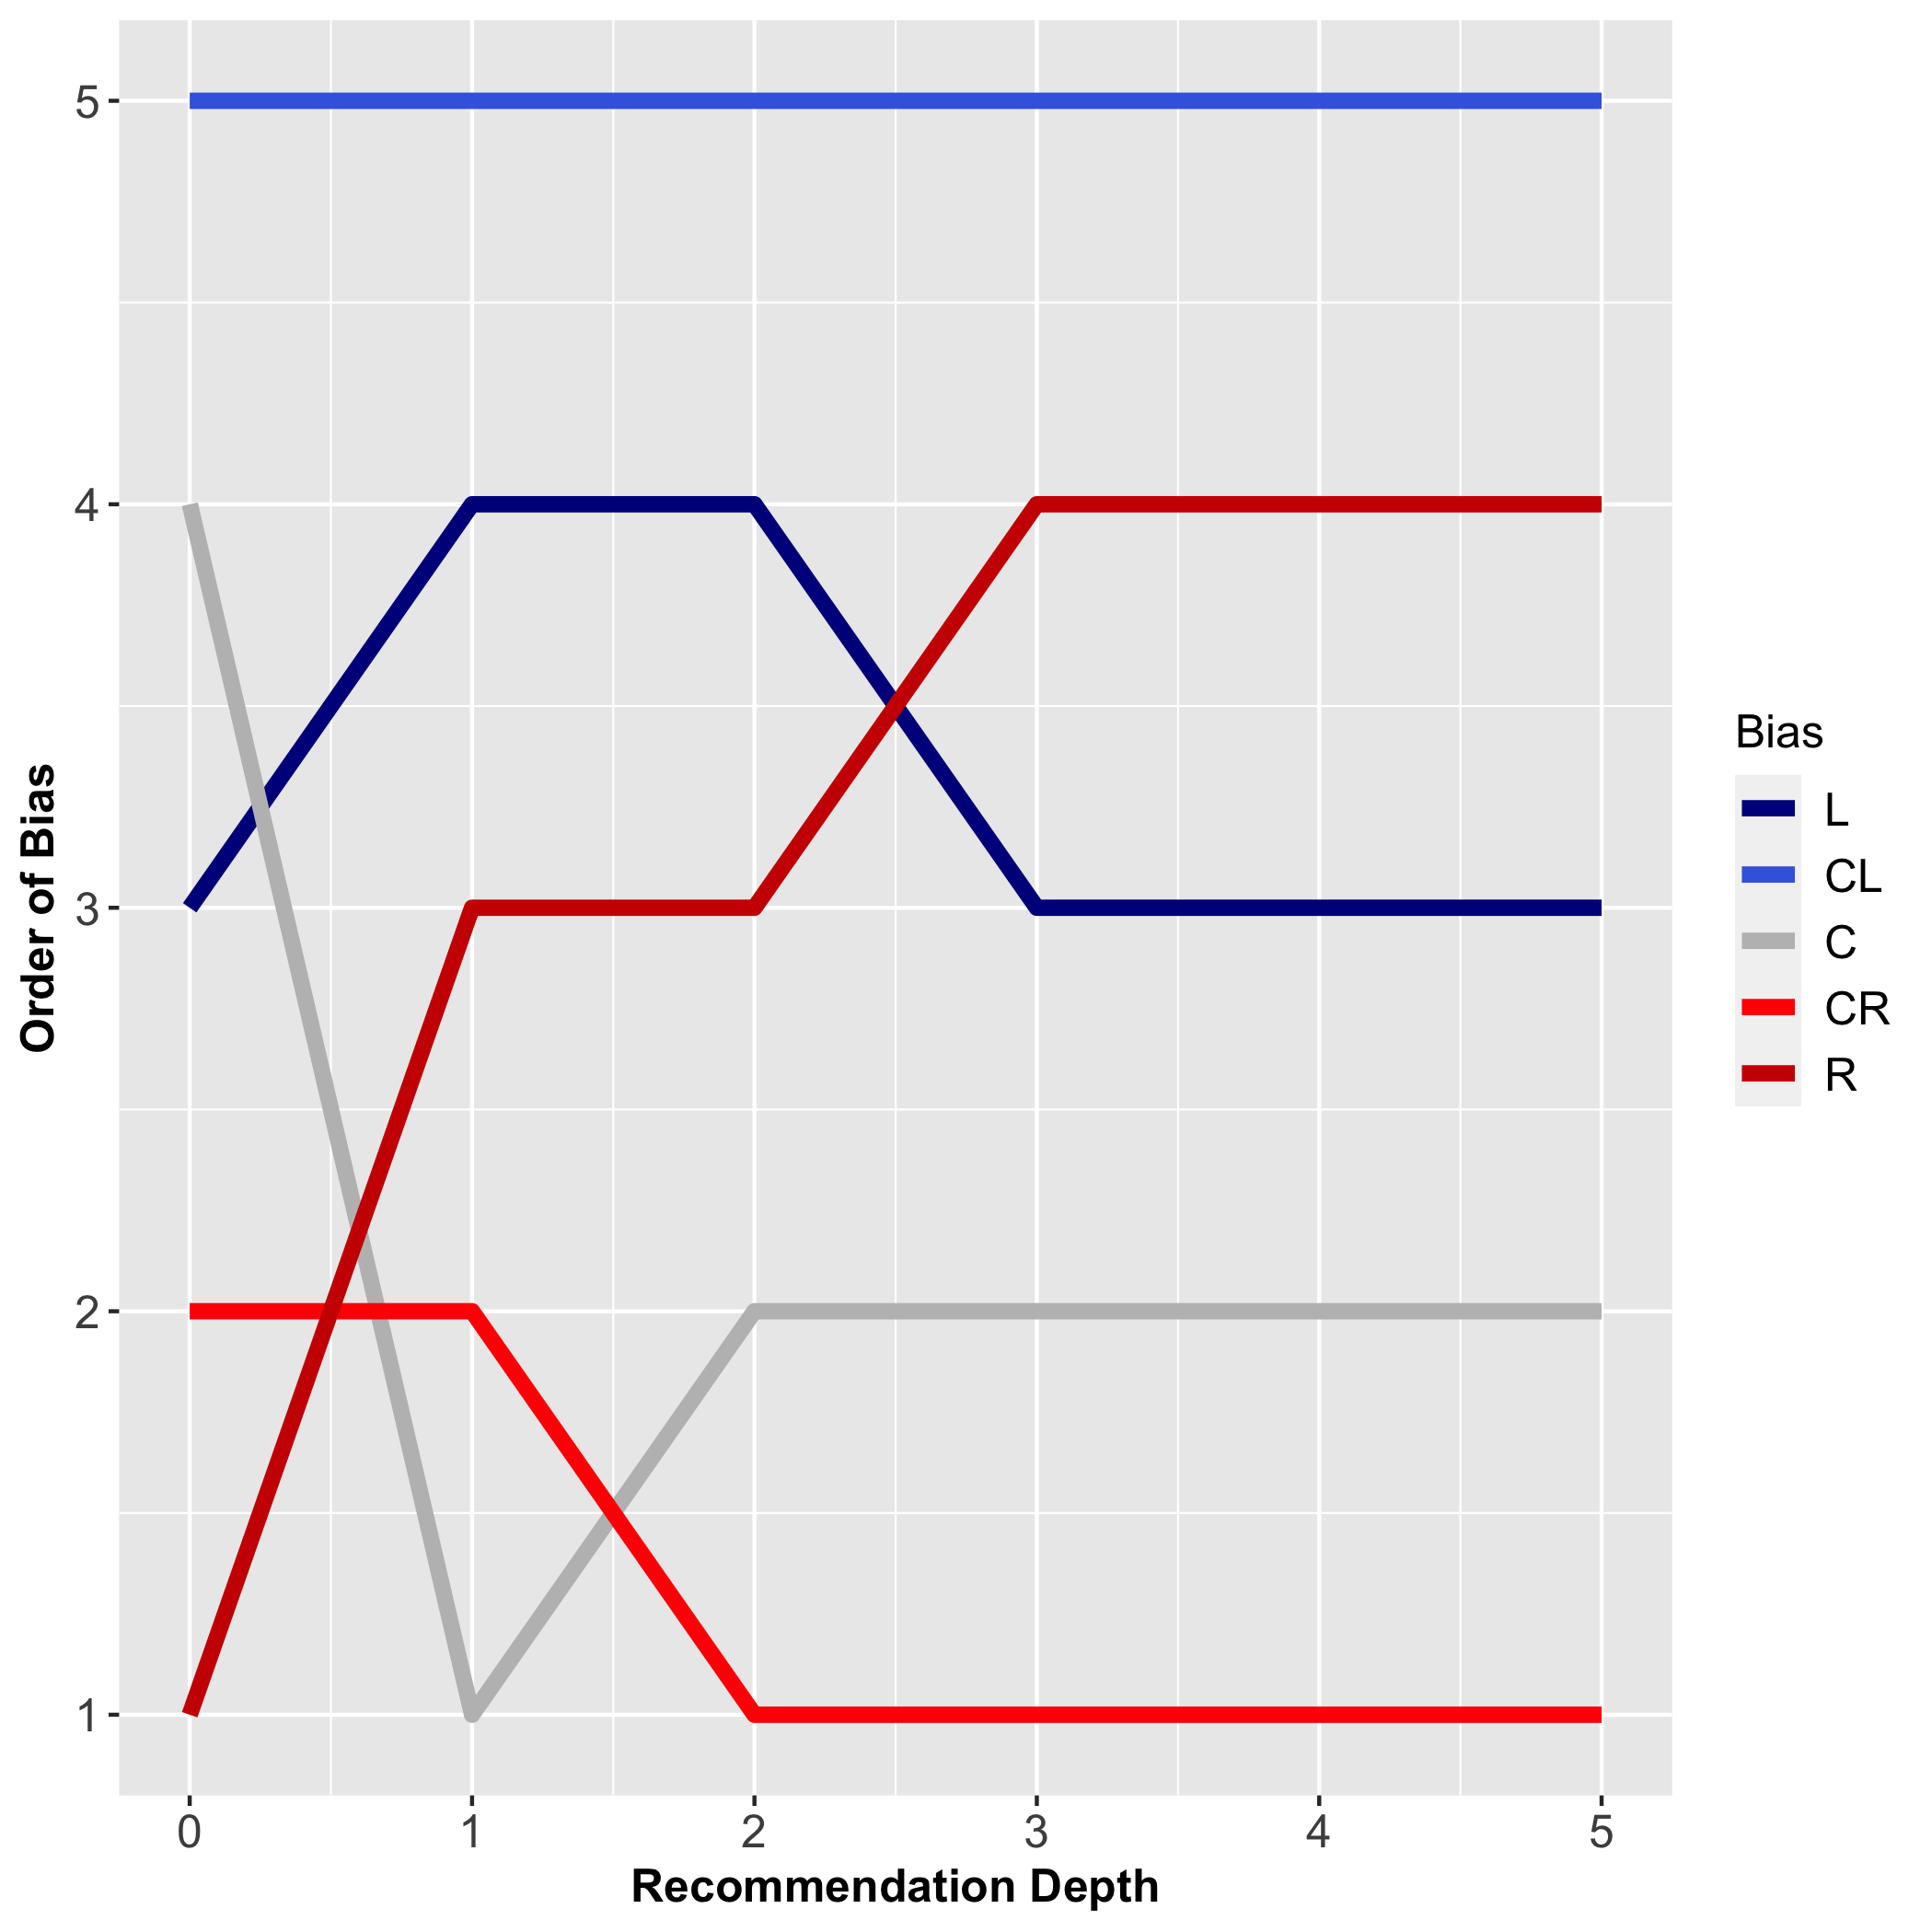 5
4
3
2
1
Order of Bias
0 1 2 3 4 5
Recommendation Depth
Bias
L
CL
C
CR
R